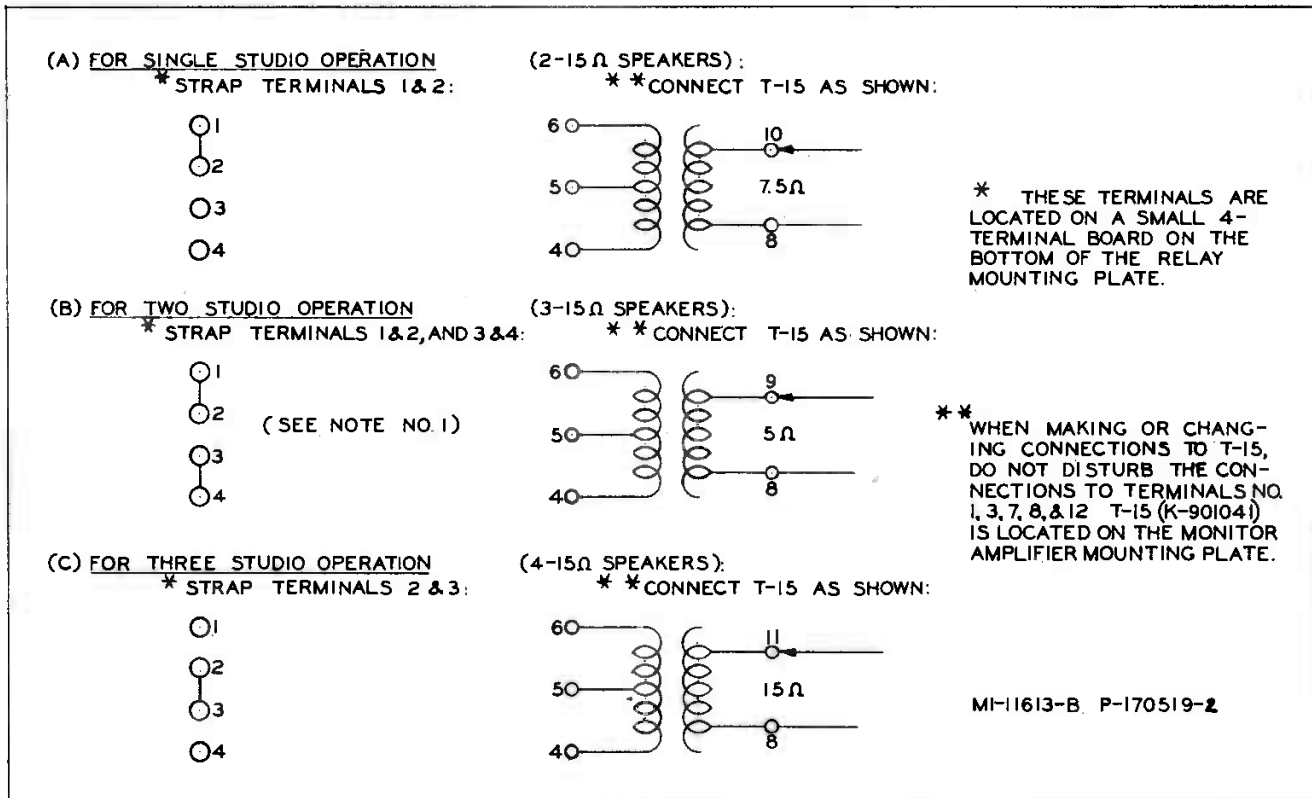 (A) FOR SINGLE STUDIO OPERATION
* STRAP TERMINALS 1&2:
1
2
3
4
(2-15Ω SPEAKERS):
* * CONNECT T-15 AS SHOWN:
6
5
4
10
7.5Ω
8
* THESE TERMINALS ARE
LOCATED ON A SMALL 4-
TERMINAL BOARD ON THE
BOTTOM OF THE RELAY
MOUNTING PLATE.
(B) FOR TWO STUDIO OPERATION
* STRAP TERMINALS 1&2, AND 3&4:
1
2
3
4
(SEE NOTE NO. 1)
(3-15Ω SPEAKERS):
* * CONNECT T-15 AS SHOWN:
6
5
4
9
5Ω
8
* *
WHEN MAKING OR CHANG-
ING CONNECTIONS TO T-15,
DO NOT DISTURB THE CON-
NECTIONS TO TERMINALS NO.
1, 3, 7, 8, & 12 T-15 (K-901041)
IS LOCATED ON THE MONITOR
AMPLIFIER MOUNTING PLATE.
(C) FOR THREE STUDIO OPERATION
* STRAP TERMINALS 2 & 3:
1
2
3
4
(4-15Ω SPEAKERS):
* * CONNECT T-15 AS SHOWN:
6
5
4
11
15Ω
8
MI-11613-B P-170519-2